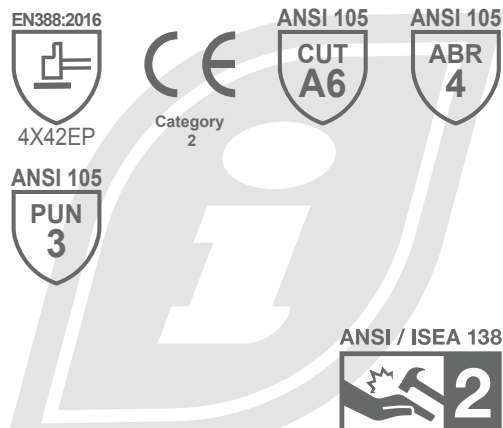 EN388:2016
4X42EP
CE
Category
2
ANSI 105
CUT
A6
ANSI 105
ABR
4
ANSI 105
PUN
3
i
ANSI / ISEA 138
2